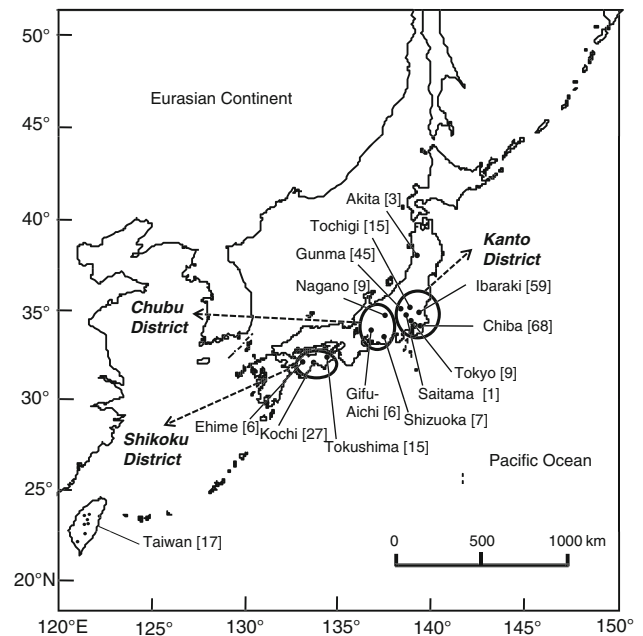 50°
Eurasian Continent
45°
Akita [3]
40°
Tochigi [15]
Kanto
District
Gunma [45]
Nagano [9]
Ibaraki [59]
Chubu
District
35°
Chiba [68]
Tokyo [9]
Saitama [1]
Gifu-
Aichi [6]
Shizuoka [7]
30°
Ehime [6]
Kochi [27]
Tokushima [15]
Shikoku
District
Pacific Ocean
25°
Taiwan [17]
0 500 1000 km
20°N
120°E 125° 130° 135° 140° 145° 150°